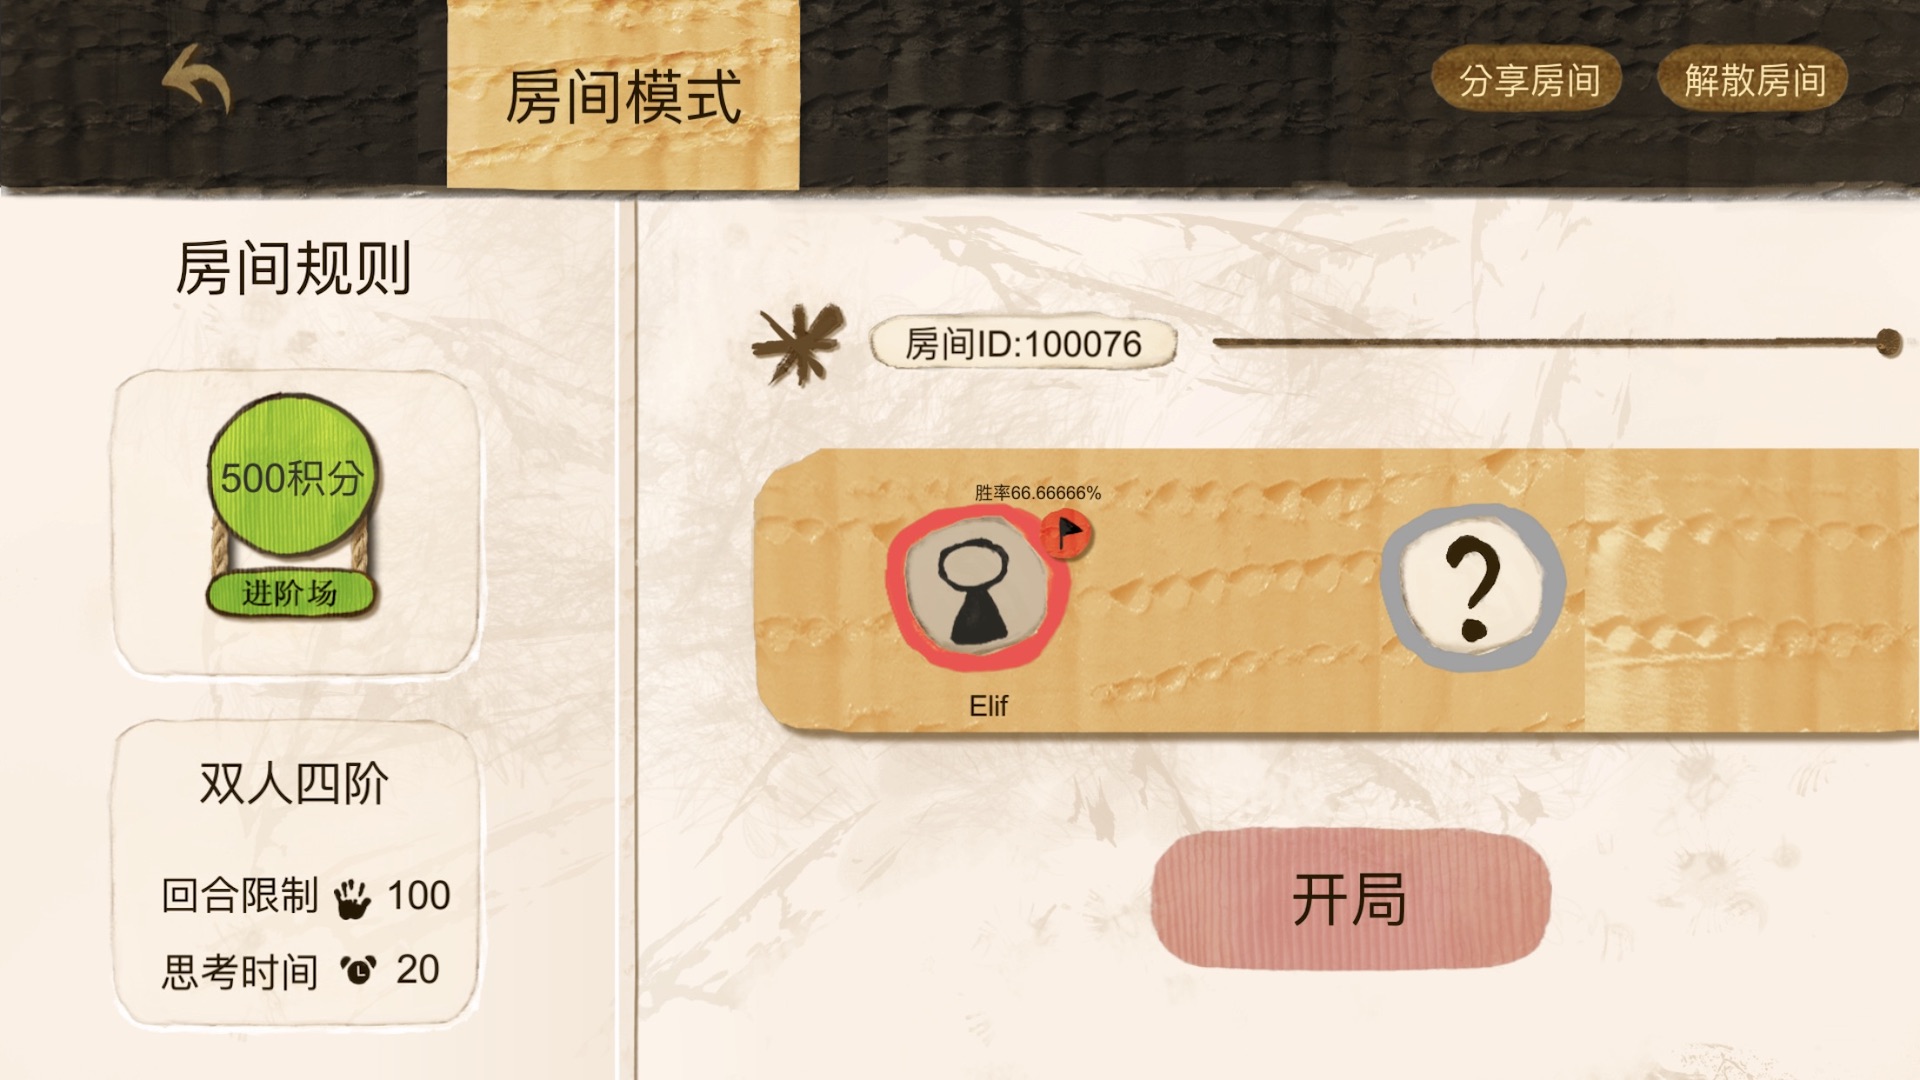 房间模式
分享房间
解散房间
房间规则
500积分
进阶场
双人四阶
回合限制 100
思考时间 20
房间ID:100076
胜率66.66666%
Elif
?
开局